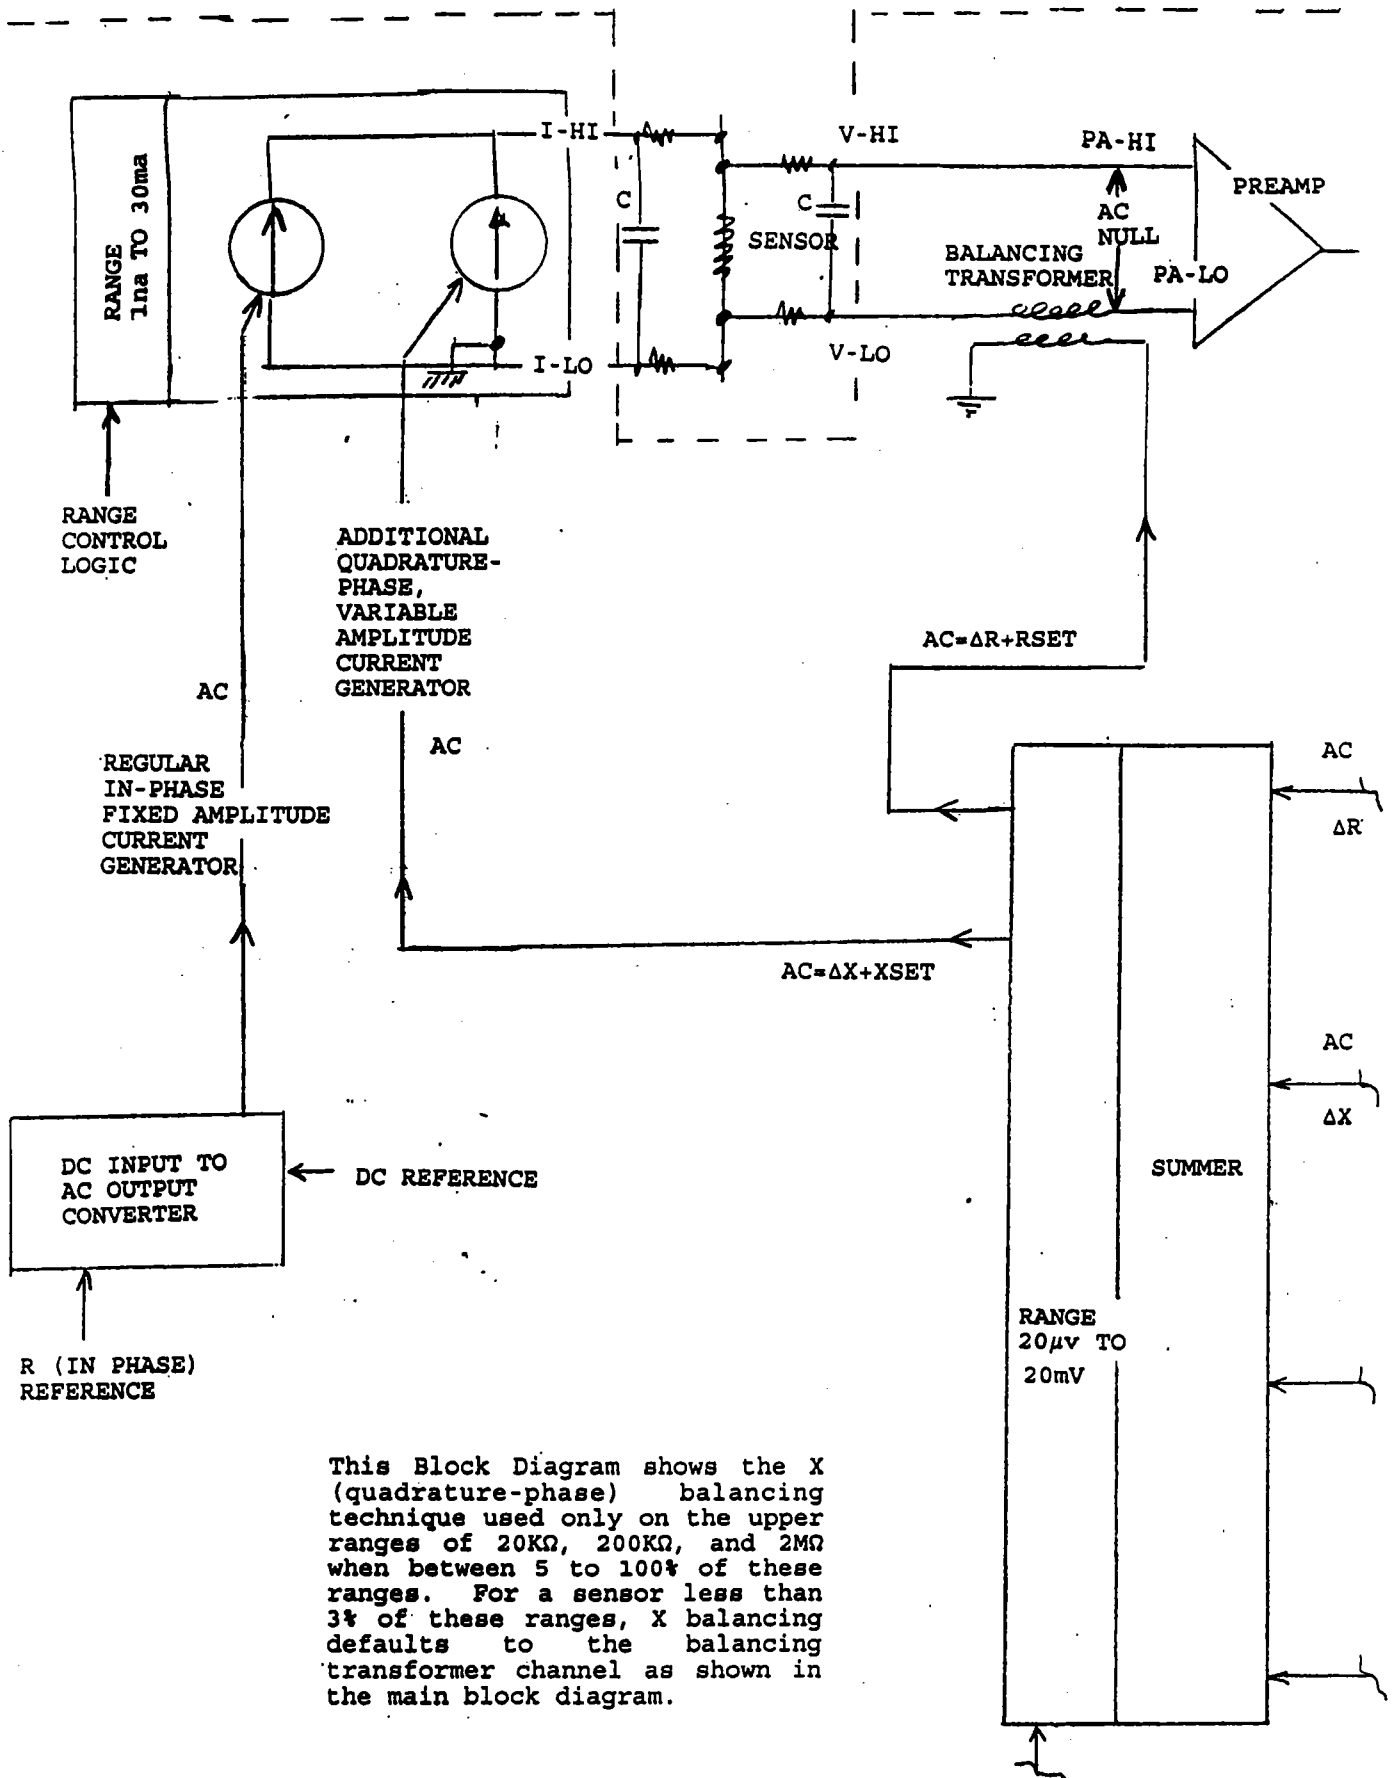 RANGE
1na TO 30ma
I-HI
V-HI
PA-HI
PREAMP
C
C
SENSOR
AC
NULL
BALANCING
TRANSFORMER
PA-LO
I-LO
V-LO
RANGE
CONTROL
LOGIC
ADDITIONAL
QUADRATURE-
PHASE,
VARIABLE
AMPLITUDE
CURRENT
GENERATOR
AC=ΔR+RSET
AC
AC
REGULAR
IN-PHASE
FIXED AMPLITUDE
CURRENT
GENERATOR
AC
ΔR
AC=ΔX+XSET
AC
ΔX
DC INPUT TO
AC OUTPUT
CONVERTER
DC REFERENCE
SUMMER
RANGE
20μv TO
20mV
R (IN PHASE)
REFERENCE
This Block Diagram shows the X
(quadrature-phase) balancing
technique used only on the upper
ranges of 20KΩ, 200KΩ, and 2MΩ
when between 5 to 100% of these
ranges. For a sensor less than
3% of these ranges, X balancing
defaults to the balancing
transformer channel as shown in
the main block diagram.